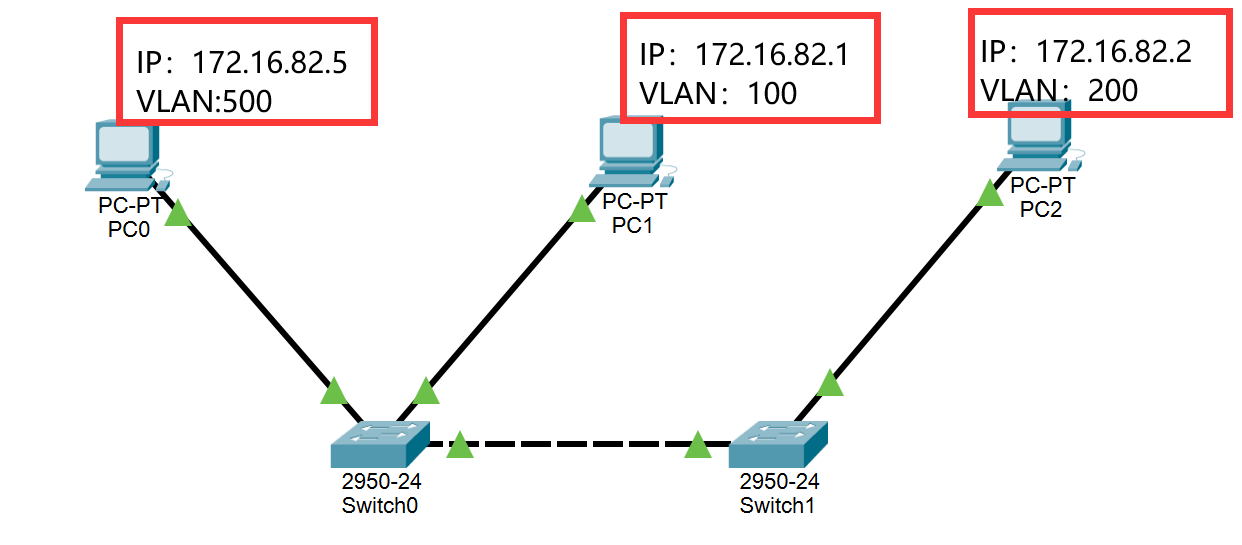 IP：172.16.82.5
VLAN:500
IP：172.16.82.1
VLAN：100
IP：172.16.82.2
VLAN：200
PC-PT
PC0
PC-PT
PC1
PC-PT
PC2
2950-24
Switch0
2950-24
Switch1